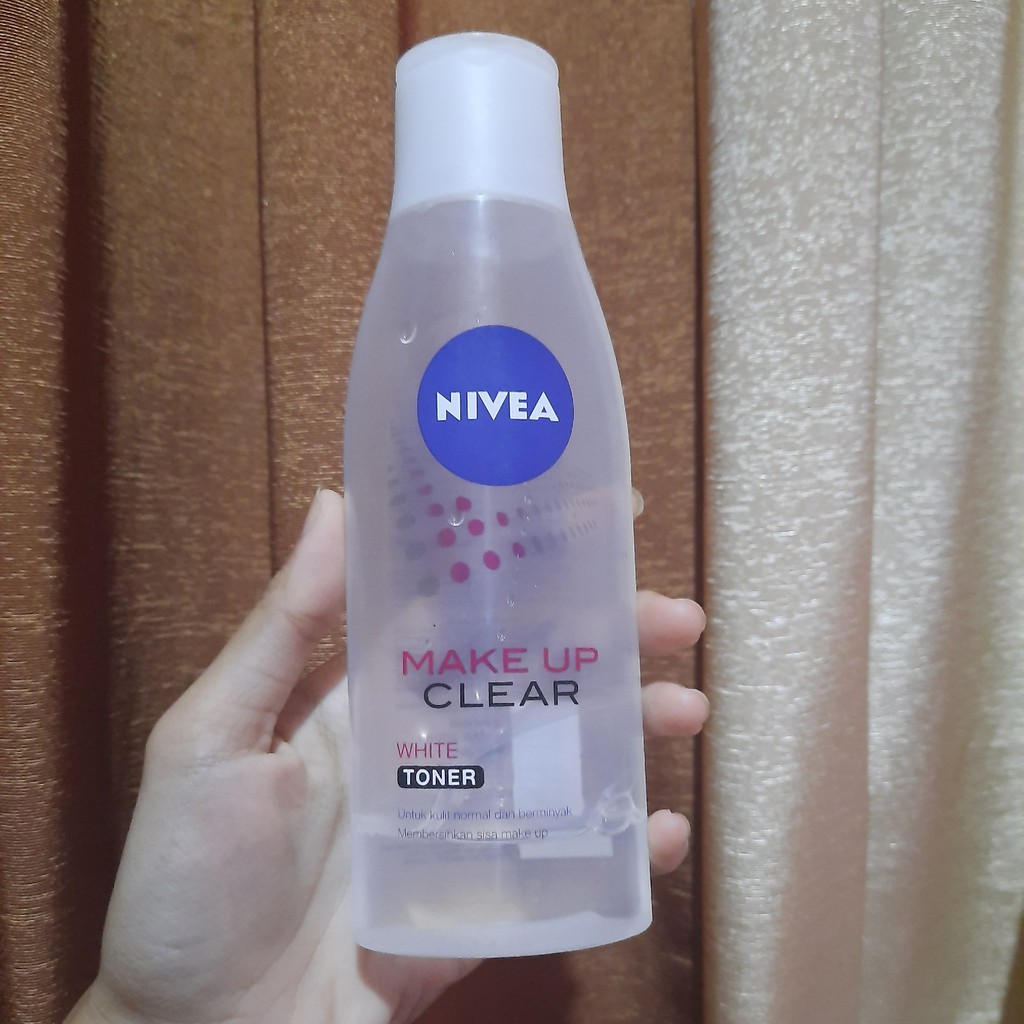 NIVEA
MAKE UP
CLEAR
WHITE
TONER
Untuk kulit normal dan berminyak
Membersihkan sisa make up